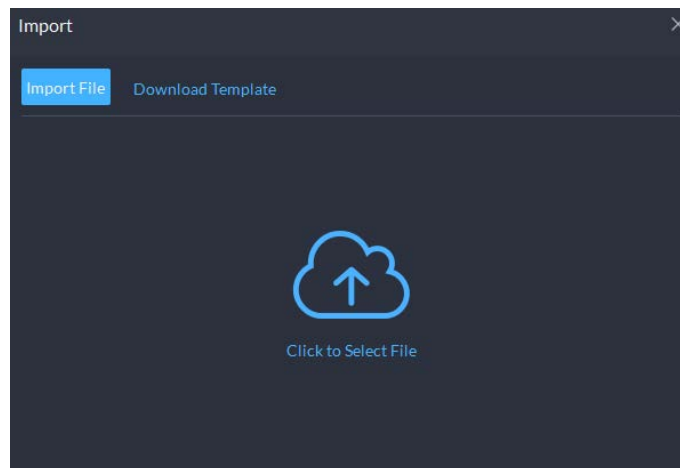 Import
Import File
Download Template
Click to Select File